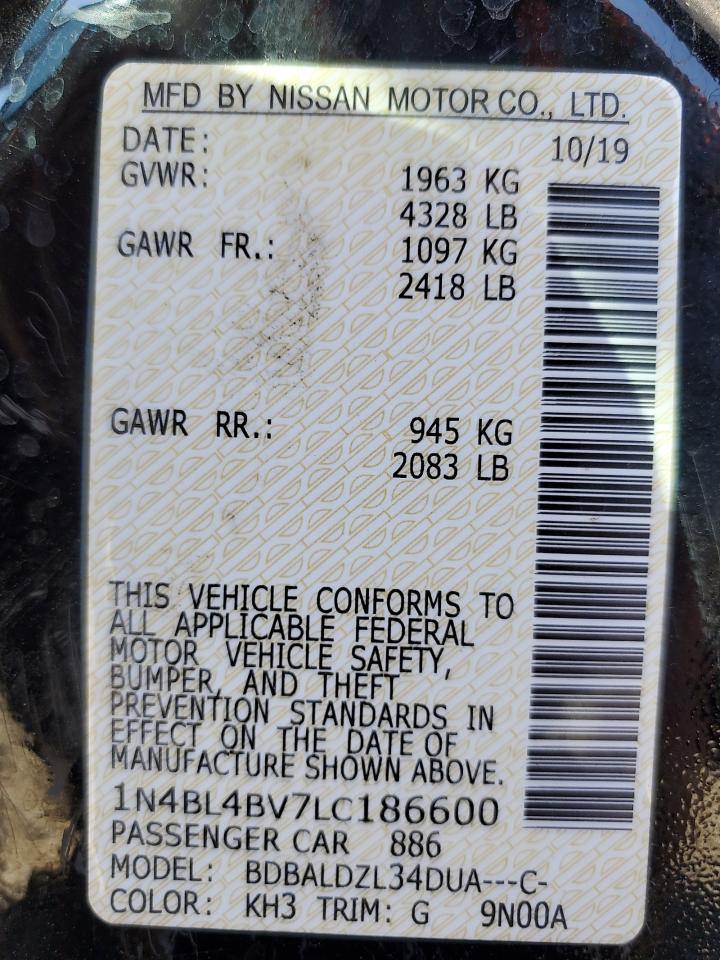 MFD BY NISSAN MOTOR CO., LTD.
DATE: 10/19
GVWR: 1963 KG
4328 LB
GAWR FR.: 1097 KG
2418 LB
GAWR RR.: 945 KG
2083 LB
THIS VEHICLE CONFORMS TO
ALL APPLICABLE FEDERAL
MOTOR VEHICLE SAFETY,
BUMPER, AND THEFT
PREVENTION STANDARDS IN
EFFECT ON THE DATE OF
MANUFACTURE SHOWN ABOVE.
1N4BL4BV7LC186600
PASSENGER CAR 886
MODEL: BDBALDZL34DUA---C-
COLOR: KH3 TRIM: G 9N00A